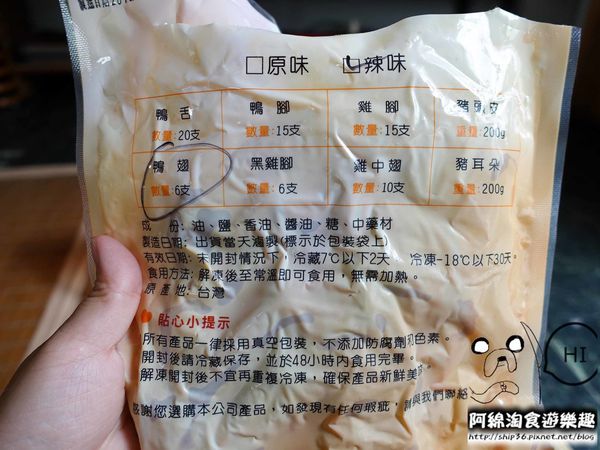 □原味 □辣味
鴨舌 鴨腳 雞腳 豬頭皮
數量:20支 數量:15支 數量:15支 重量:200g
鴨翅 黑雞腳 雞中翅 豬耳朵
數量:6支 數量:6支 數量:10支 重量:200g
成 份:油、鹽、香油、醬油、糖、中藥材
製造日期:出貨當天滷製(標示於包裝袋上)
有效日期:未開封情況下,冷藏7℃以下2天 冷凍-18℃以下30天。
食用方法:解凍後至常溫即可食用,無需加熱。
原產地:台灣
貼心小提示
所有產品一律採用真空包裝,不添加防腐劑和色素。
開封後請冷藏保存,並於48小時內食用完畢。
解凍開封後不宜再重複冷凍,確保產品新鮮美
感謝您選購本公司產品,如發現有任何瑕疵,請與我們聯絡
HI
阿綿淘食遊樂趣
http://ship36.pixnet.net/blog